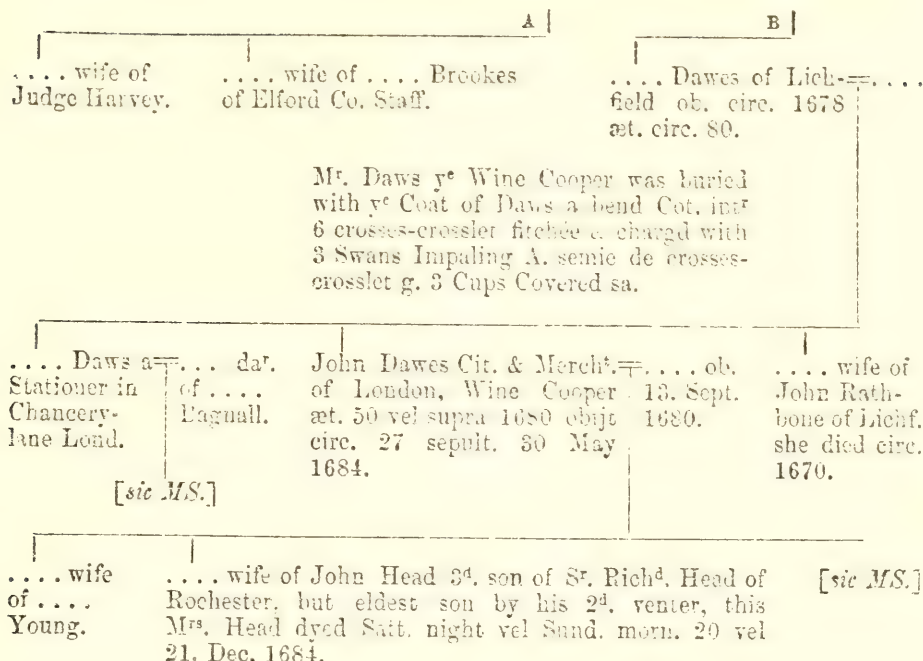 A B
.... wife of
Judge Harvey.
.... wife of .... Brookes
of Elford Co. Staff.
.... Dawes of Lich-=....
field ob. circ. 1678
æt. circ. 80.
Mr. Daws ye Wine Cooper was buried
with ye Coat of Daws a bend Cot. intr
6 crosses-crosslet fitchée chargd with
3 Swans Impaling A. semie de crosses-
crosslet g. 3 Cups Covered sa.
.... Daws a=... dar.
Stationer in of ....
Chancery- Bagnall.
lane Lond.
[sic MS.]
John Dawes Cit. & Mercht.=.... ob.
of London, Wine Cooper 13. Sept.
æt. 50 vel supra 1680 obijt 1680.
circ. 27 sepult. 30 May
1684.
.... wife of
John Rath-
bone of Lichf.
she died circ.
1670.
.... wife
of ....
Young.
.... wife of John Head 3d. son of Sr. Richd. Head of
Rochester, but eldest son by his 2d. venter, this
Mrs. Head dyed Satt. night vel Sund. morn. 20 vel
21. Dec. 1684.
[sic MS.]